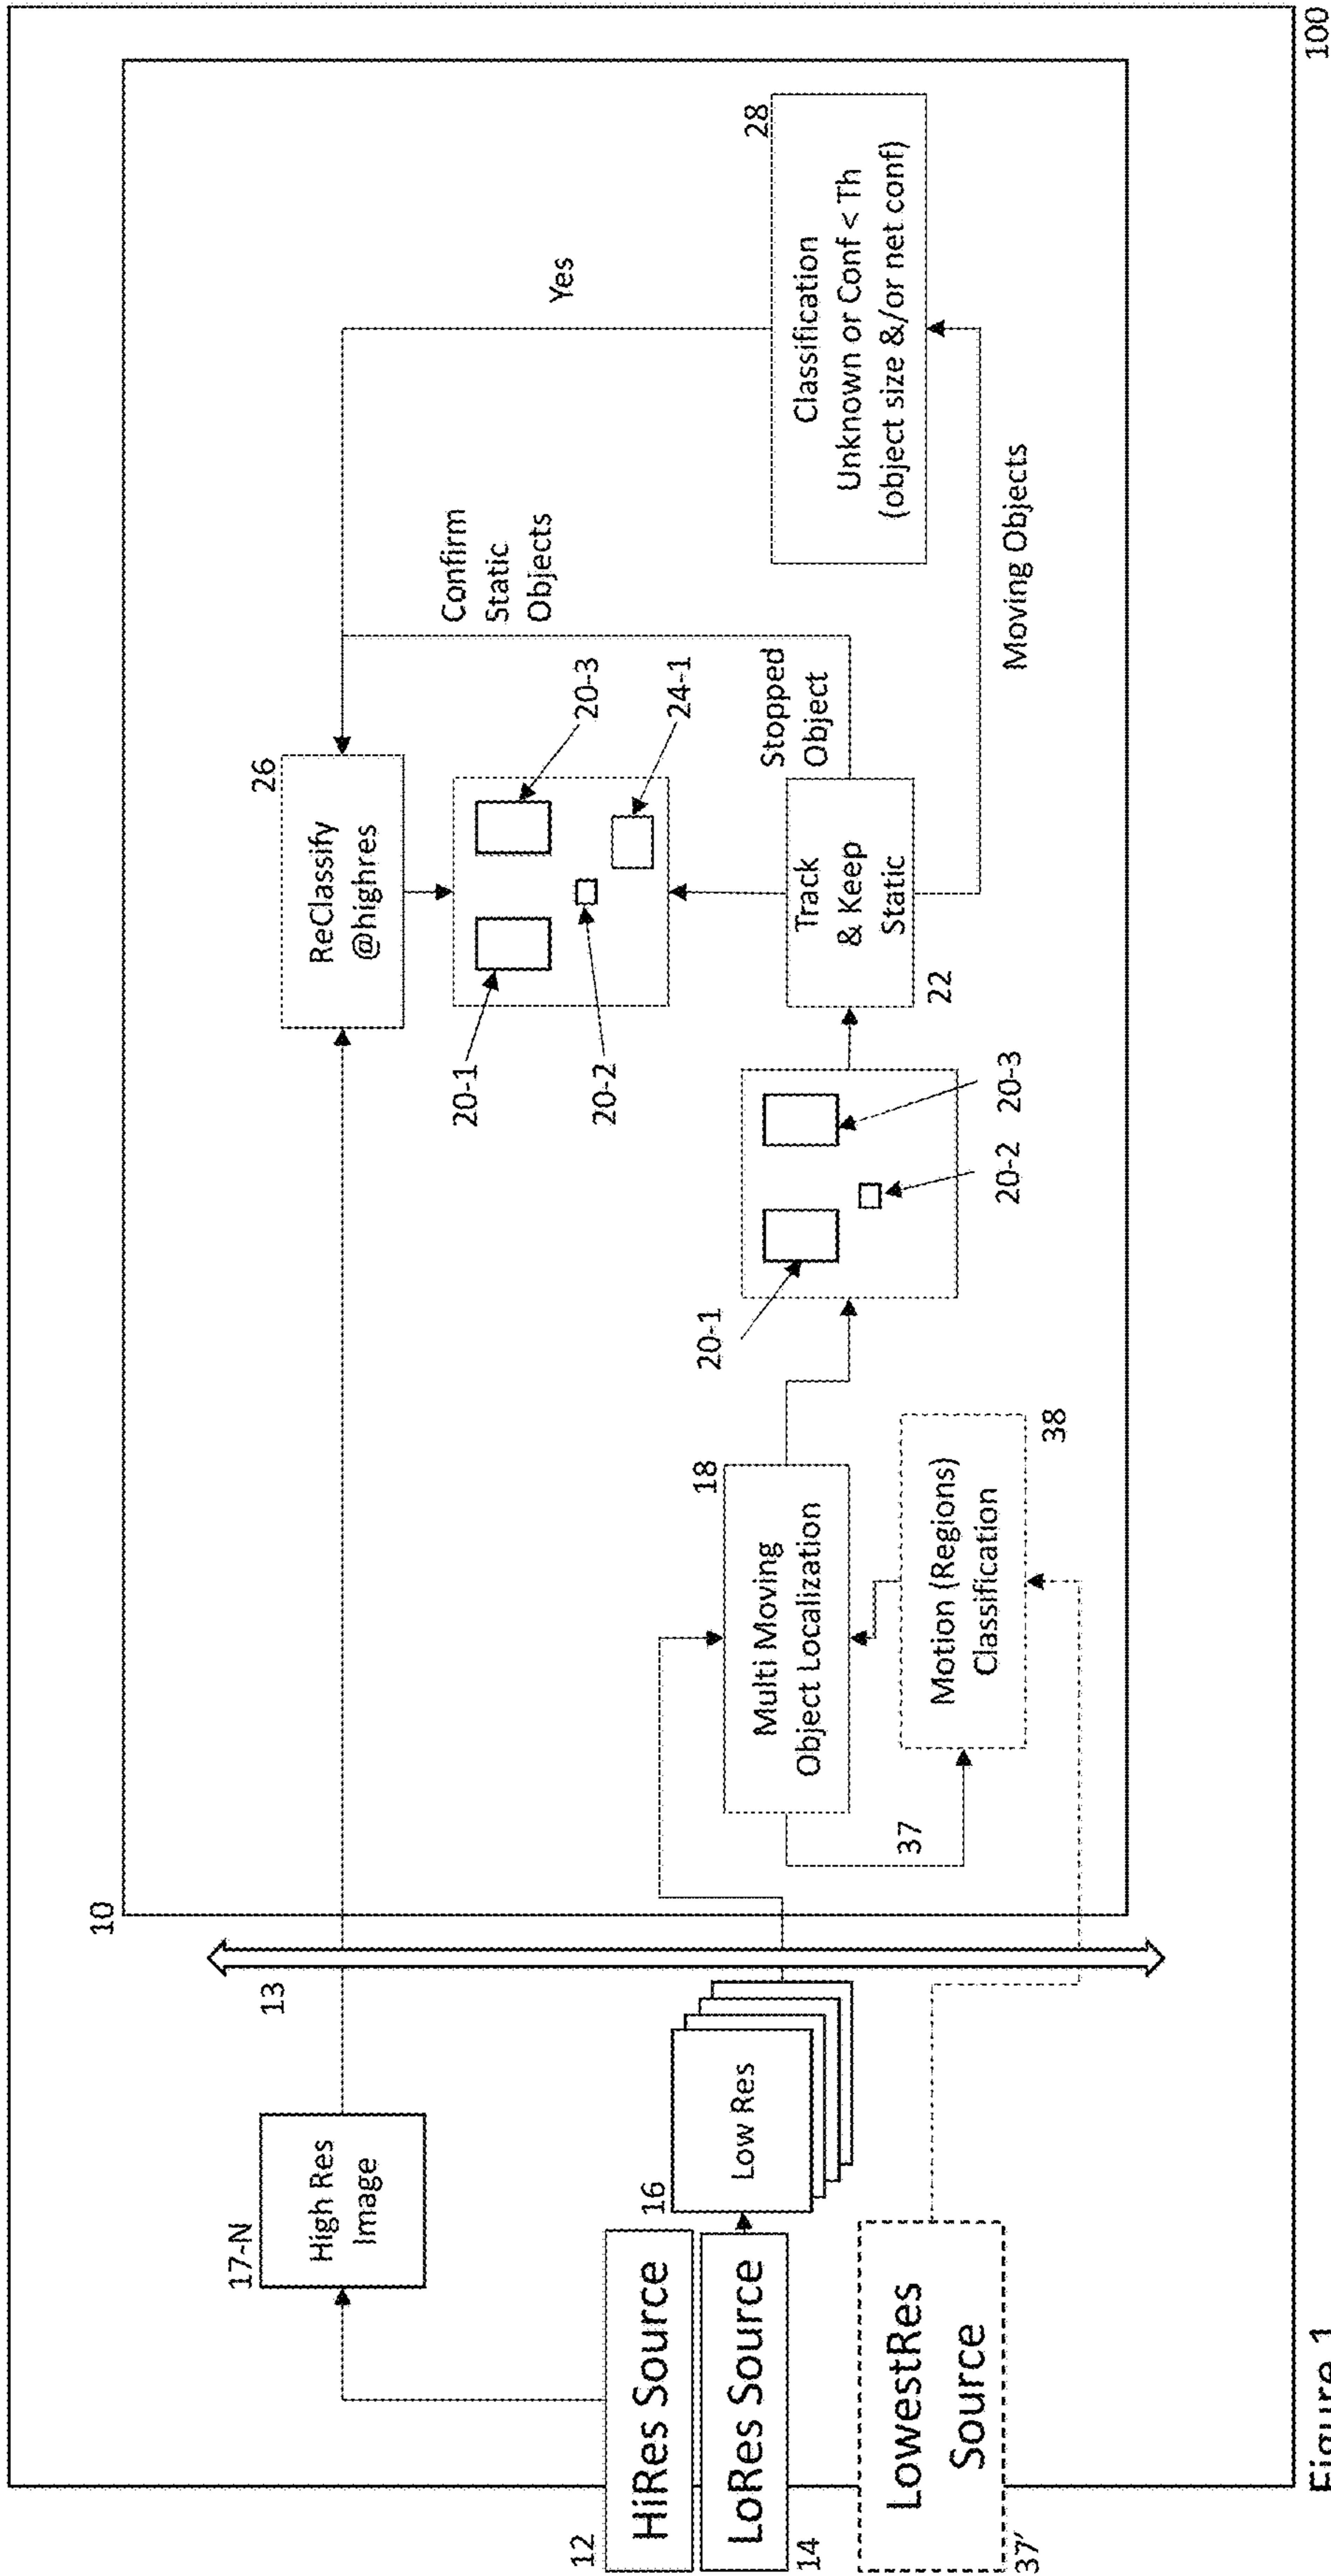 100
10
13
17-N
High Res
Image
12
HiRes Source
14
LoRes Source
37'
LowestRes
Source
16
Low Res
18
Multi Moving
Object Localization
37
Motion (Regions)
Classification
38
20-1
20-2
20-3
22
Track
& Keep
Static
Stopped
Object
Moving Objects
26
ReClassify
@highres
20-1
20-2
20-3
24-1
Confirm
Static
Objects
Yes
28
Classification
Unknown or Conf < Th
(object size &/or net conf)
Figure 1